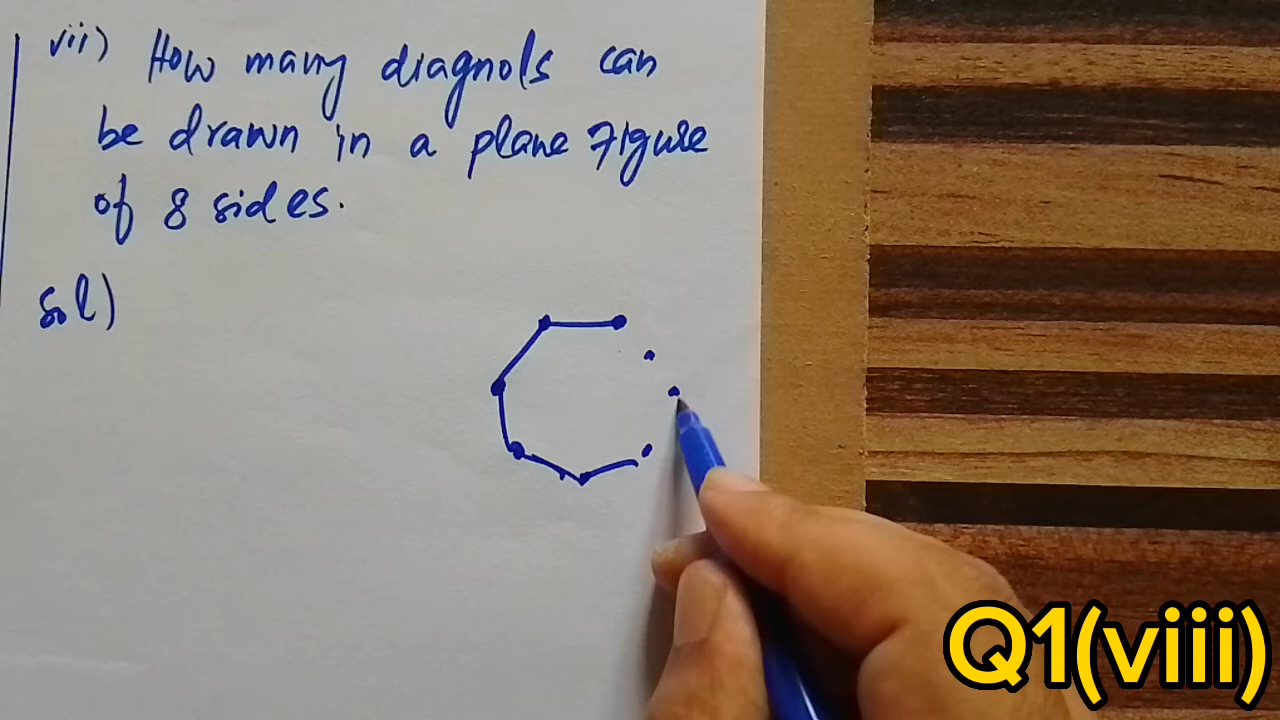 vii) How many diagnols can
be drawn in a plane Figure
of 8 sides.
Sol)
Q1(viii)